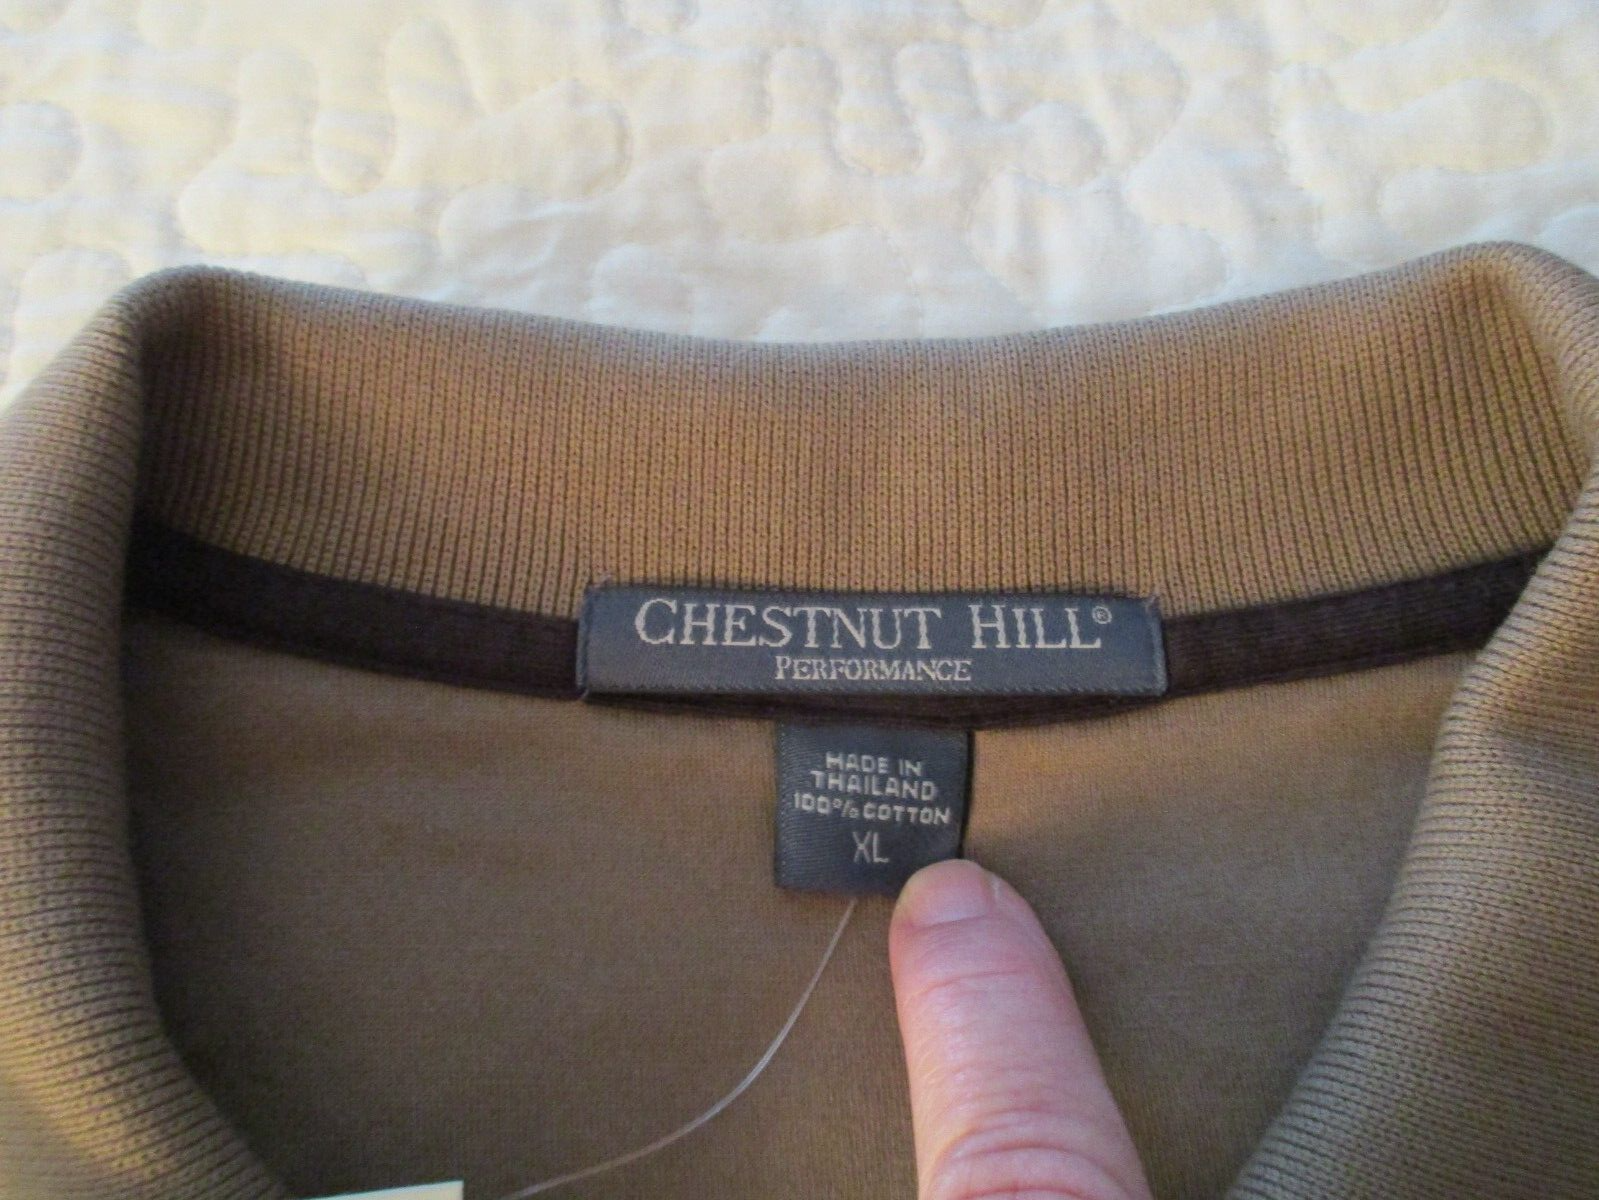 CHESTNUT HILL®
PERFORMANCE
MADE IN
THAILAND
100% COTTON
XL